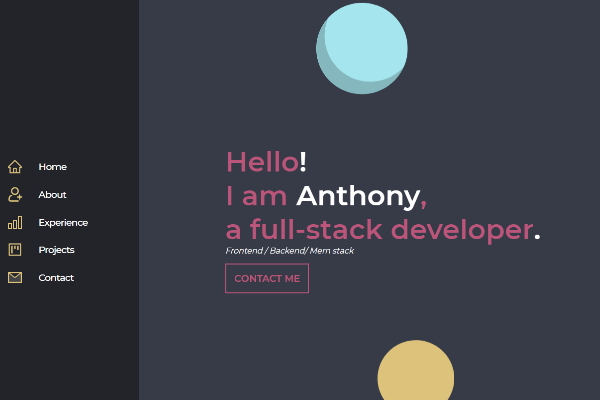 Home
About
Experience
Projects
Contact
Hello!
I am Anthony,
a full-stack developer.
Frontend / Backend/ Mern stack
CONTACT ME